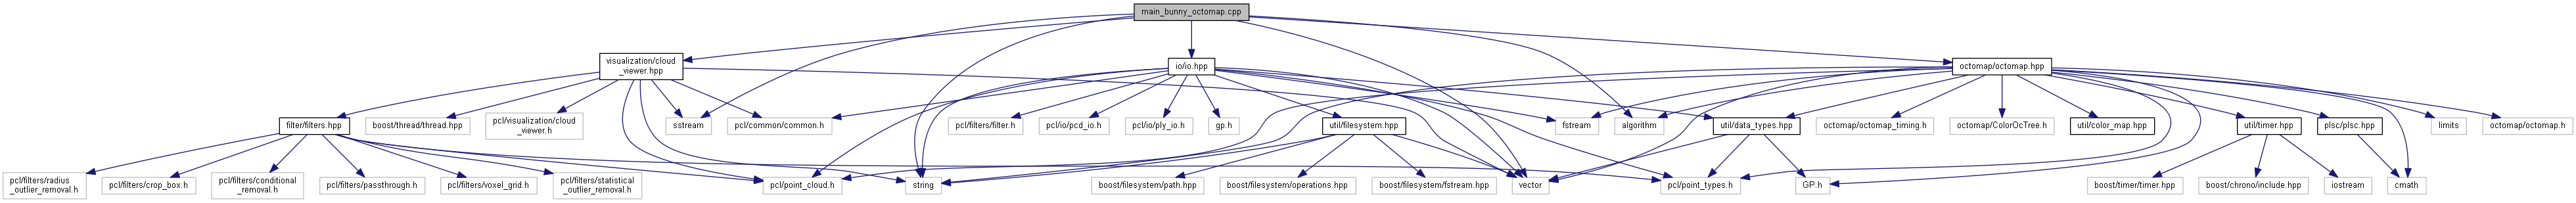 main_bunny_octomap.cpp
visualization/cloud
_viewer.hpp
io/io.hpp
octomap/octomap.hpp
filter/filters.hpp
boost/thread/thread.hpp
pcl/visualization/cloud
_viewer.h
sstream
pcl/common/common.h
pcl/filters/filter.h
pcl/io/pcd_io.h
pcl/io/ply_io.h
gp.h
util/filesystem.hpp
fstream
algorithm
util/data_types.hpp
octomap/octomap_timing.h
octomap/ColorOcTree.h
util/color_map.hpp
util/timer.hpp
plsc/plsc.hpp
limits
octomap/octomap.h
pcl/filters/radius
_outlier_removal.h
pcl/filters/crop_box.h
pcl/filters/conditional
_removal.h
pcl/filters/passthrough.h
pcl/filters/voxel_grid.h
pcl/filters/statistical
_outlier_removal.h
pcl/point_cloud.h
string
boost/filesystem/path.hpp
boost/filesystem/operations.hpp
boost/filesystem/fstream.hpp
vector
pcl/point_types.h
GP.h
boost/timer/timer.hpp
boost/chrono/include.hpp
iostream
cmath